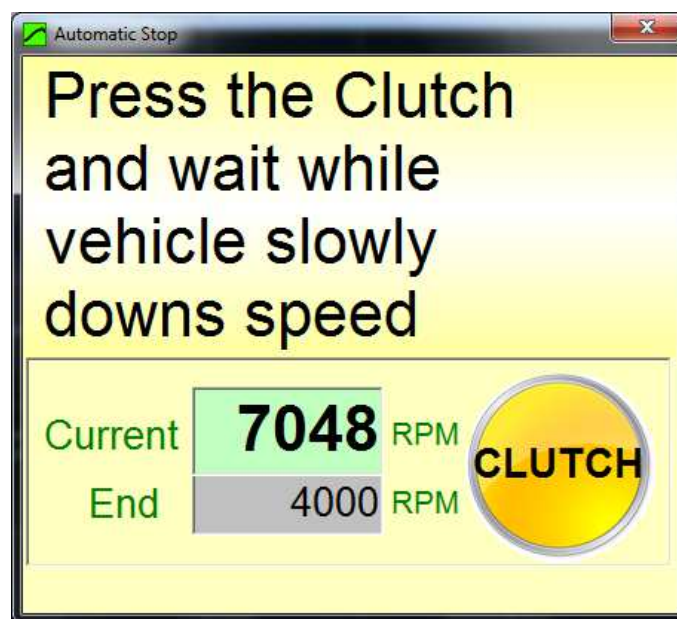 Automatic Stop
Press the Clutch
and wait while
vehicle slowly
downs speed
Current 7048 RPM
CLUTCH
End 4000 RPM